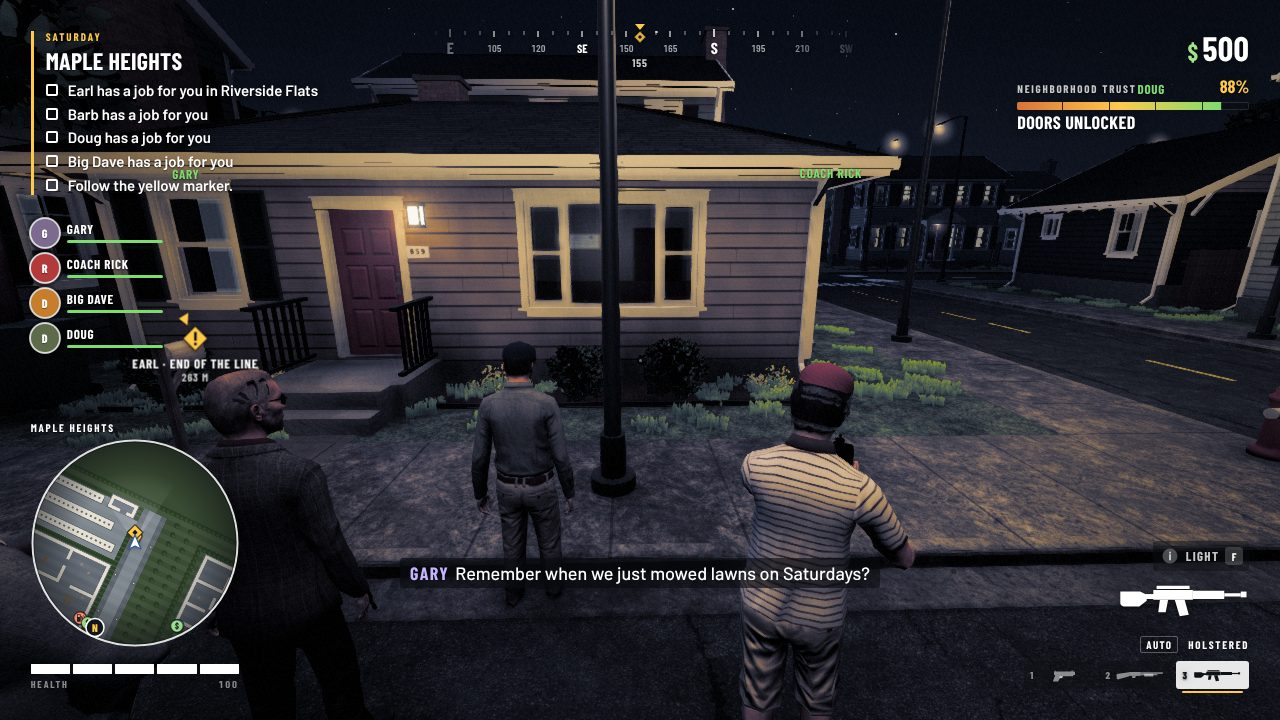 SATURDAY
MAPLE HEIGHTS
Earl has a job for you in Riverside Flats
Barb has a job for you
Doug has a job for you
Big Dave has a job for you
Follow the yellow marker.
GARY
COACH RICK
E 105 120 SE 150 165 S 195 210 SW
155
$500
NEIGHBORHOOD TRUST DOUG 88%
DOORS UNLOCKED
G GARY
R COACH RICK
D BIG DAVE
D DOUG
859
!
EARL · END OF THE LINE
263 M
MAPLE HEIGHTS
N
$
GARY Remember when we just mowed lawns on Saturdays?
i LIGHT F
AUTO HOLSTERED
1 2 3
HEALTH 100